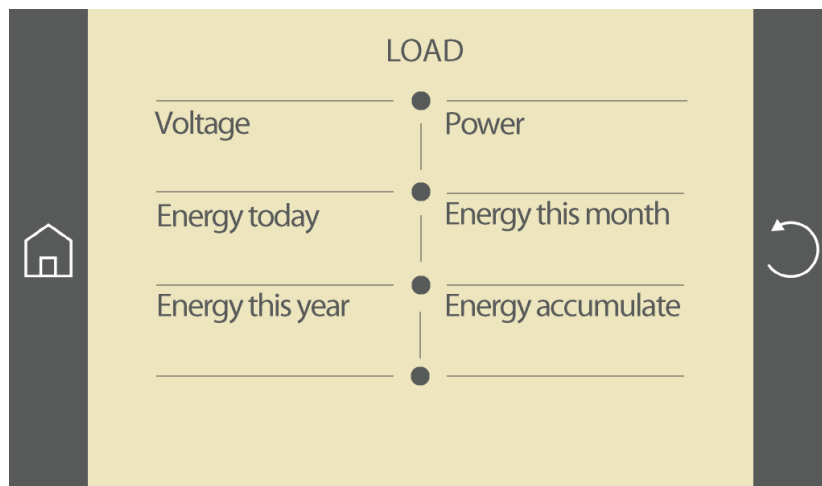 LOAD
Voltage
Power
Energy today
Energy this month
Energy this year
Energy accumulate